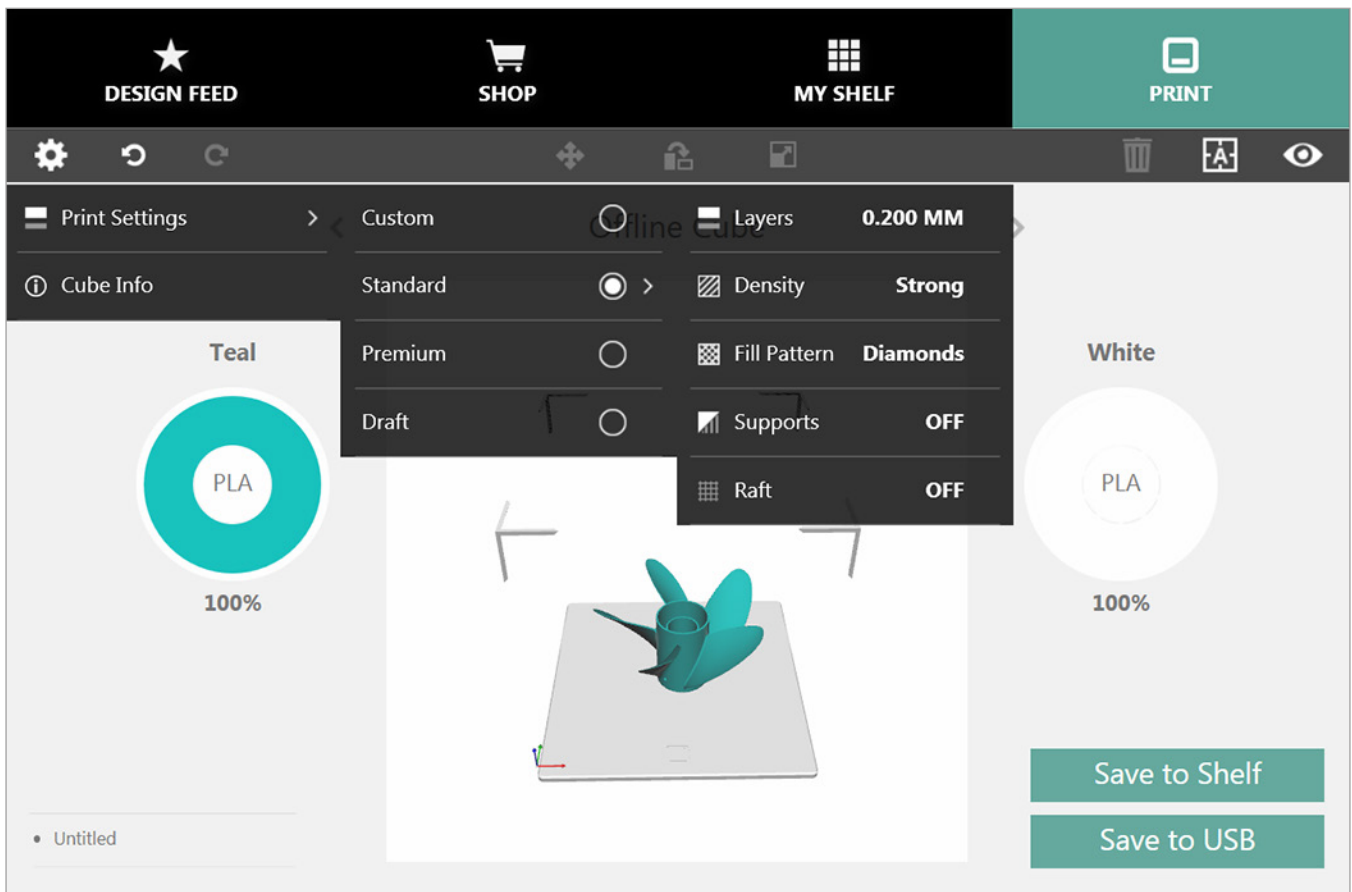 DESIGN FEED
SHOP
MY SHELF
PRINT
A
Print Settings
Cube Info
Custom
Standard
Premium
Draft
Offline Cube
Layers 0.200 MM
Density Strong
Fill Pattern Diamonds
Supports OFF
Raft OFF
Teal
PLA
100%
White
PLA
100%
Untitled
Save to Shelf
Save to USB